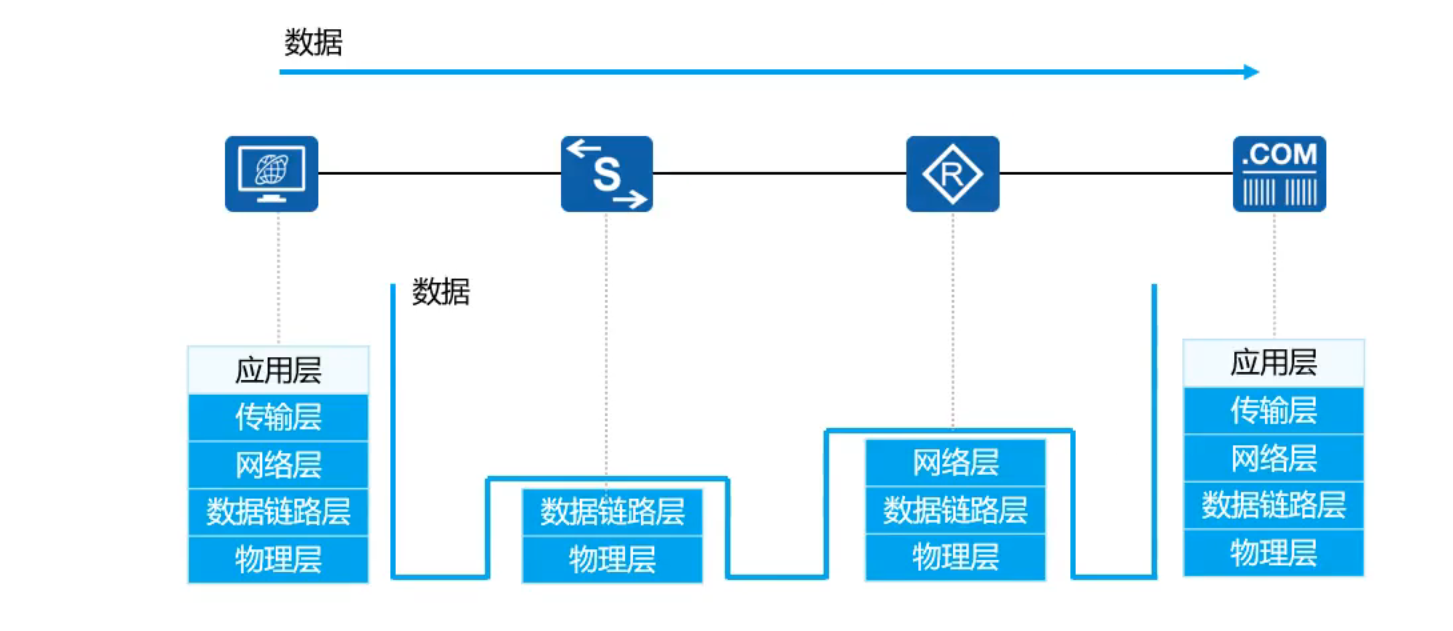 数据
S
R
.COM
数据
应用层
传输层
网络层
数据链路层
物理层
数据链路层
物理层
网络层
数据链路层
物理层
应用层
传输层
网络层
数据链路层
物理层